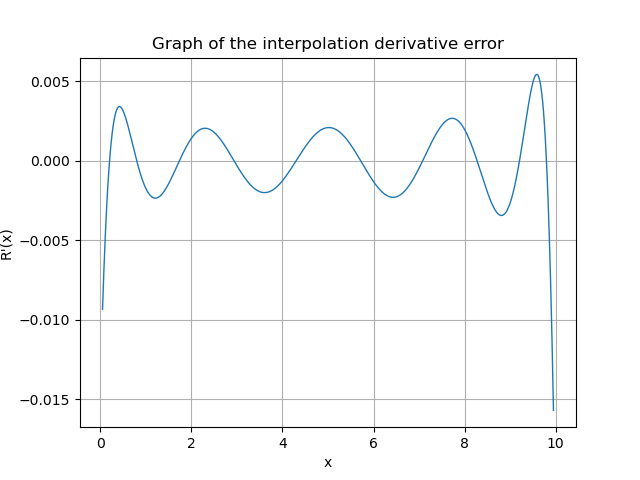 Graph of the interpolation derivative error
0.005
0.000
−0.005
−0.010
−0.015
R'(x)
0 2 4 6 8 10
x